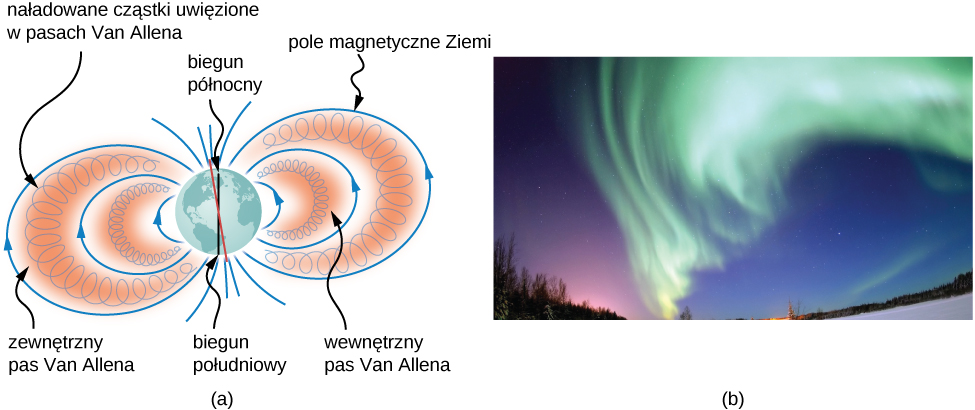 naładowane cząstki uwięzione
w pasach Van Allena
pole magnetyczne Ziemi
biegun
północny
zewnętrzny
pas Van Allena
biegun
południowy
wewnętrzny
pas Van Allena
(a)
(b)